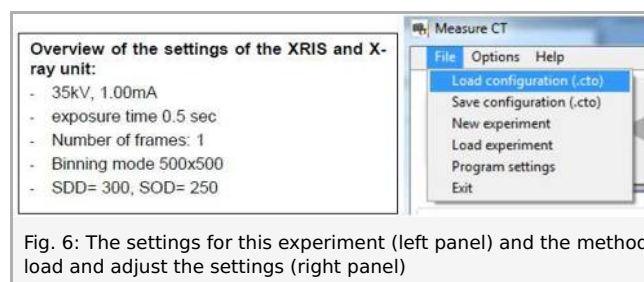 Overview of the settings of the XRIS and X-
ray unit:
- 35kV, 1.00mA
- exposure time 0.5 sec
- Number of frames: 1
- Binning mode 500x500
- SDD= 300, SOD= 250
Measure CT
File Options Help
Load configuration (.cto)
Save configuration (.cto)
New experiment
Load experiment
Program settings
Exit
Fig. 6: The settings for this experiment (left panel) and the method
load and adjust the settings (right panel)